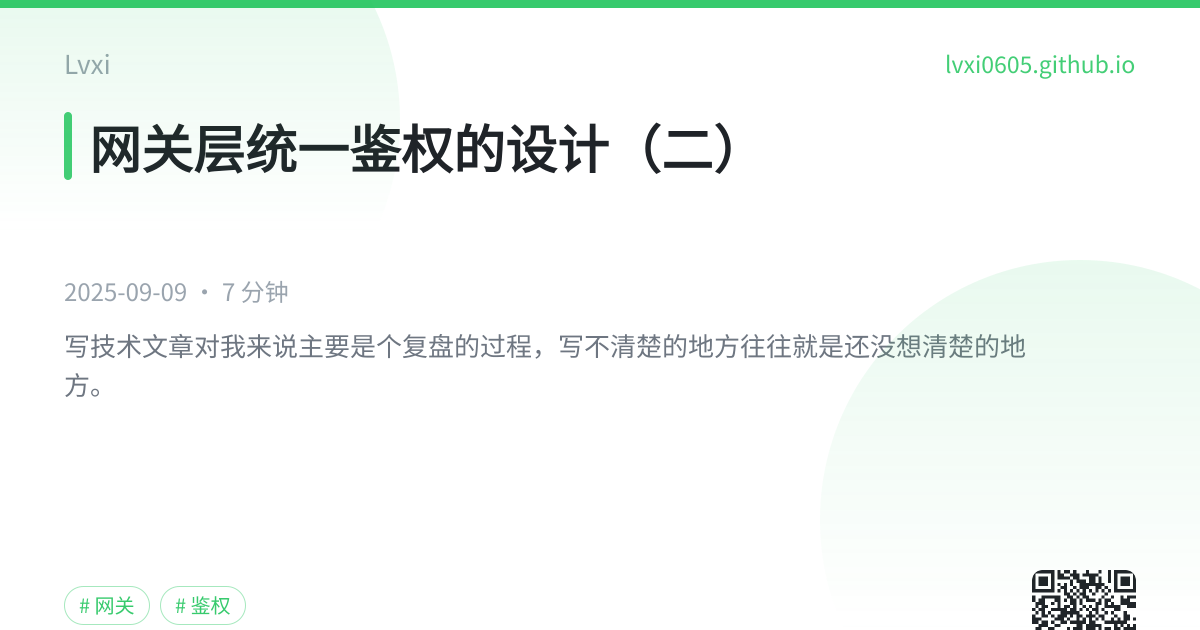 Lvxi
lvxi0605.github.io
网关层统一鉴权的设计（二）
2025-09-09 · 7 分钟
写技术文章对我来说主要是个复盘的过程，写不清楚的地方往往就是还没想清楚的地
方。
# 网关
# 鉴权